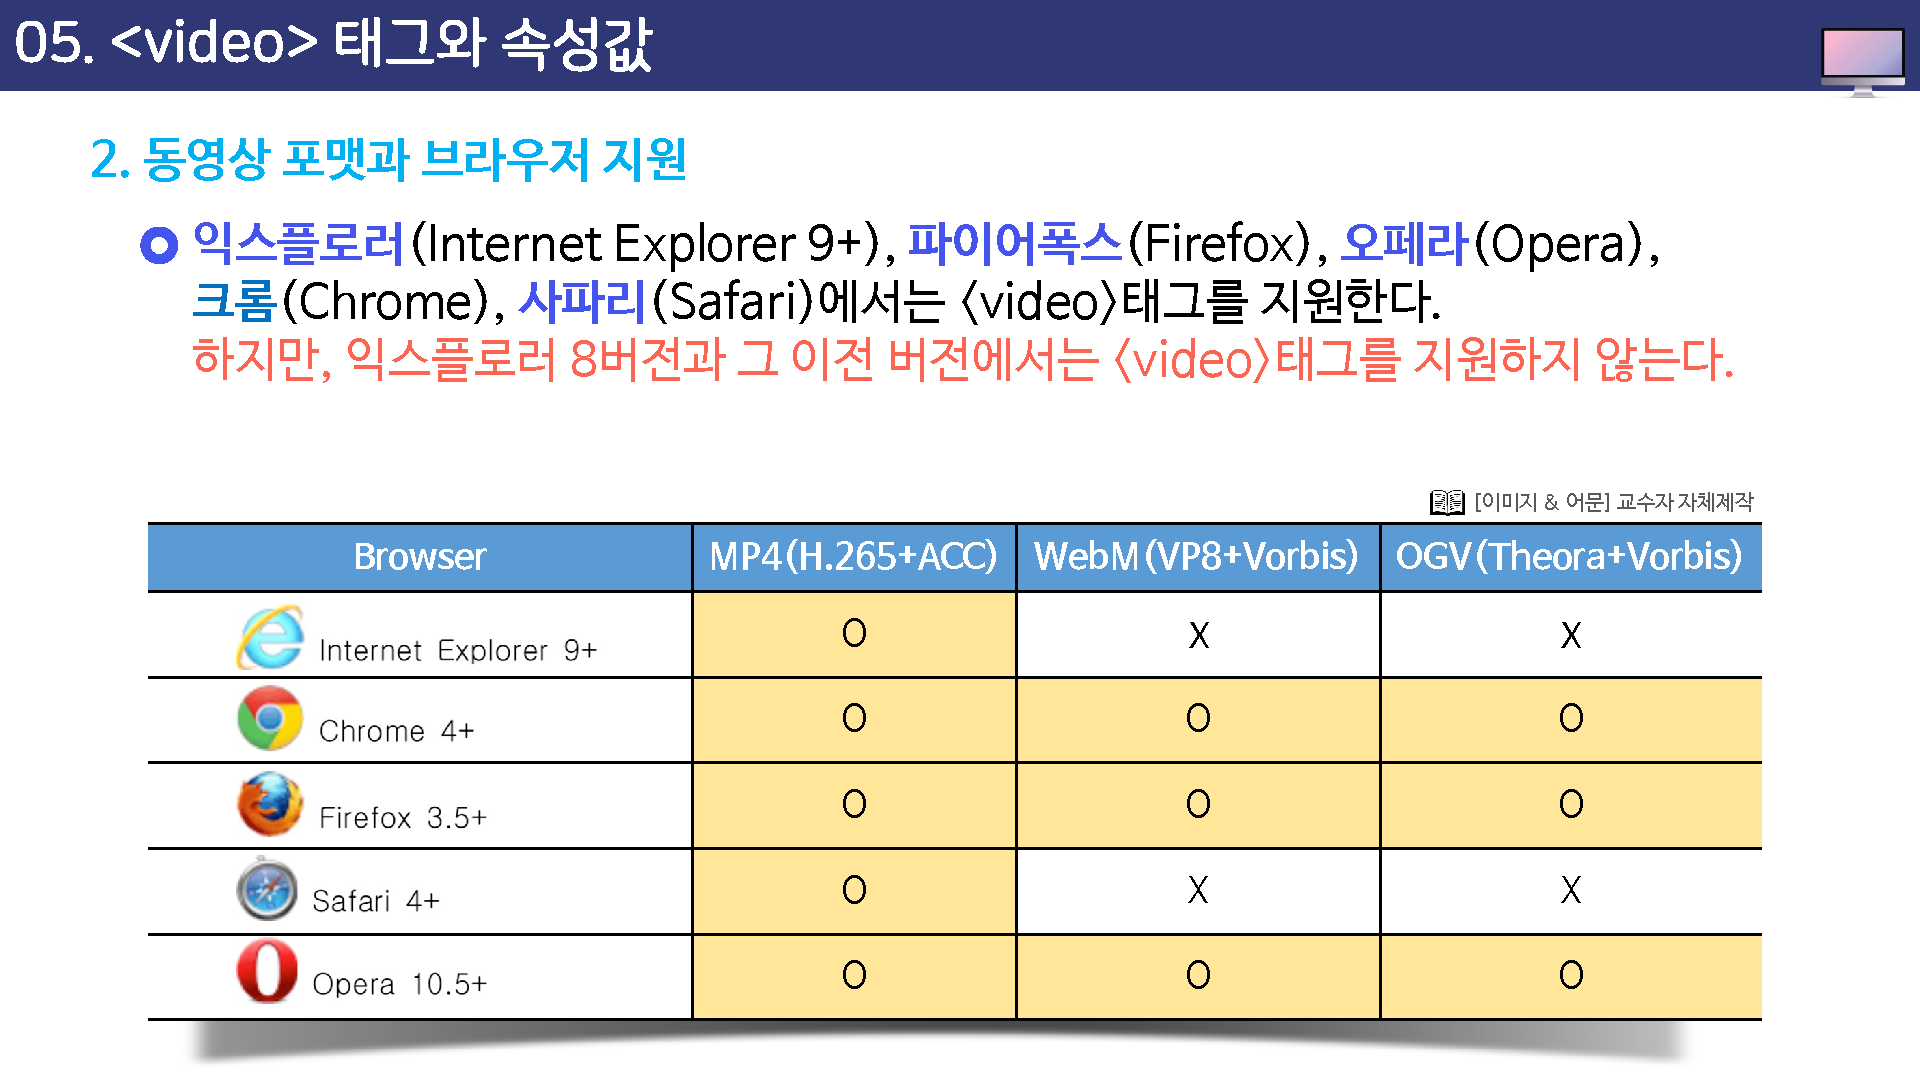 05. <video> 태그와 속성값
2. 동영상 포맷과 브라우저 지원
익스플로러(Internet Explorer 9+), 파이어폭스(Firefox), 오페라(Opera),
크롬(Chrome), 사파리(Safari)에서는 〈video〉태그를 지원한다.
하지만, 익스플로러 8버전과 그 이전 버전에서는 〈video〉태그를 지원하지 않는다.
[이미지 & 어문] 교수자 자체제작
Browser MP4(H.265+ACC) WebM(VP8+Vorbis) OGV(Theora+Vorbis)
Internet Explorer 9+ O X X
Chrome 4+ O O O
Firefox 3.5+ O O O
Safari 4+ O X X
Opera 10.5+ O O O